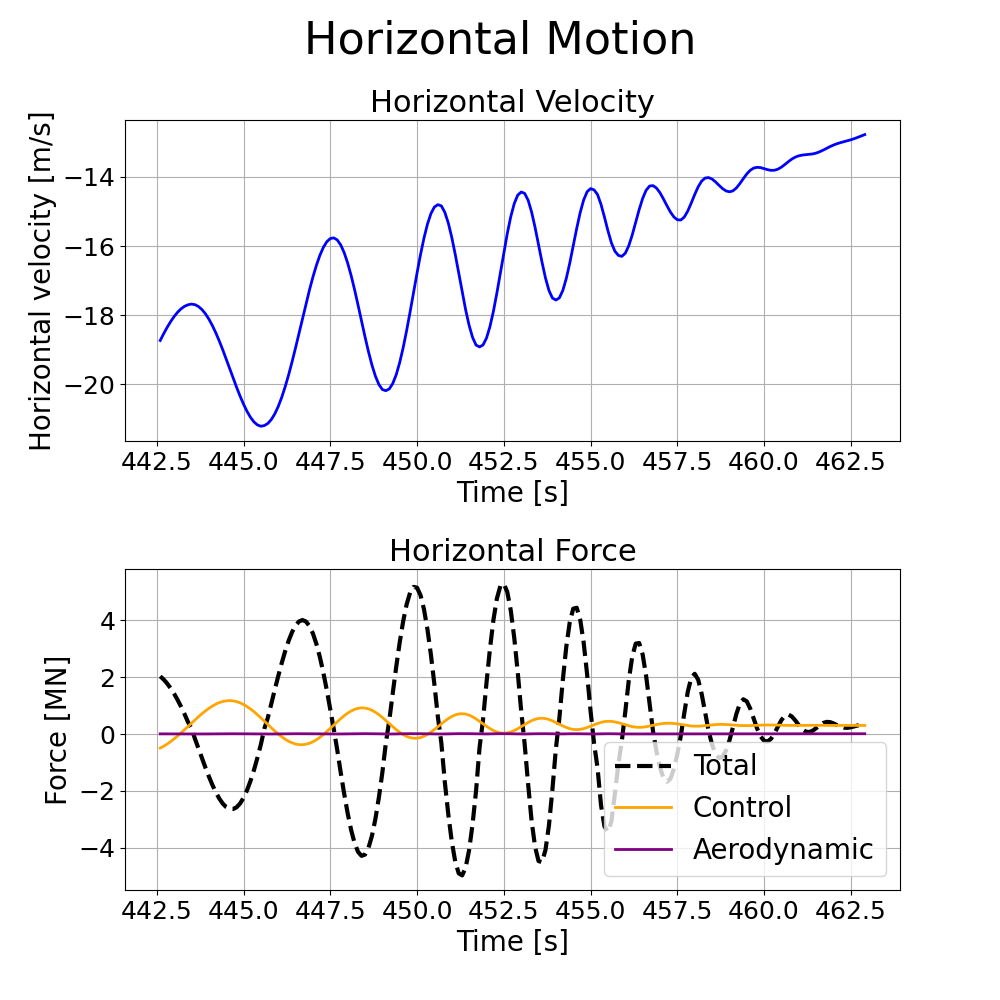 Horizontal Motion
Horizontal Velocity
Horizontal velocity [m/s]
−14
−16
−18
−20
442.5 445.0 447.5 450.0 452.5 455.0 457.5 460.0 462.5
Time [s]
Horizontal Force
Force [MN]
4
2
0
−2
−4
Total
Control
Aerodynamic
442.5 445.0 447.5 450.0 452.5 455.0 457.5 460.0 462.5
Time [s]